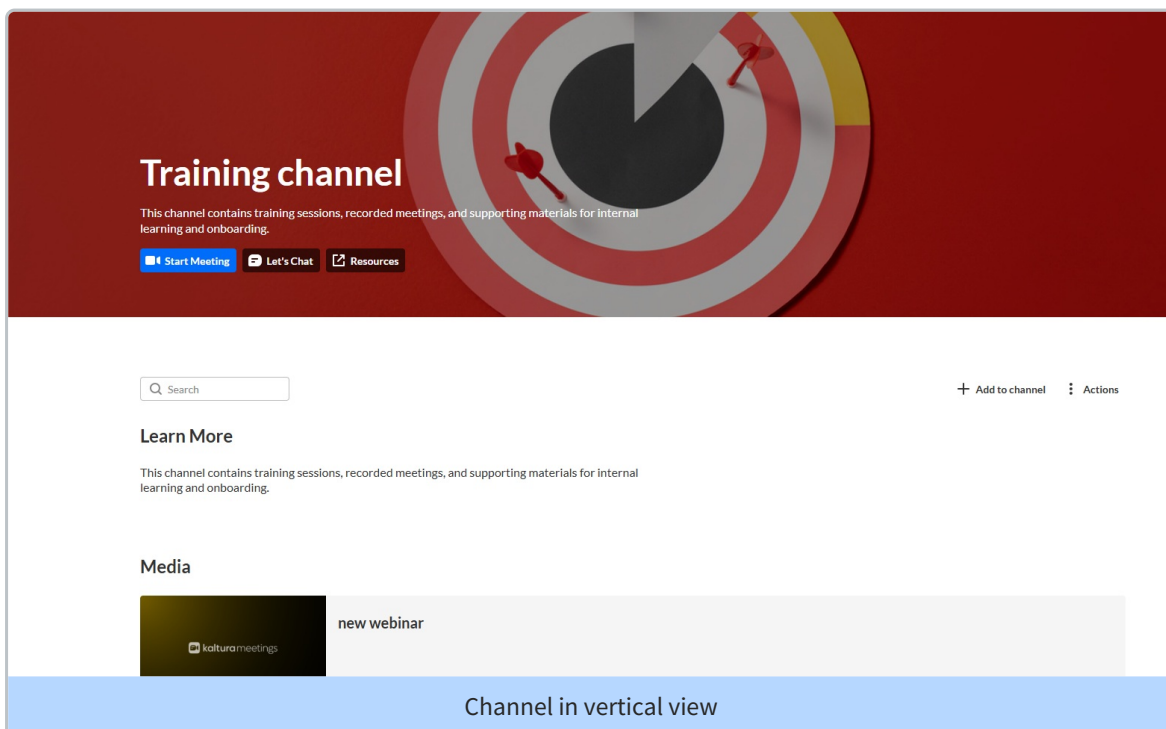 Training channel
This channel contains training sessions, recorded meetings, and supporting materials for internal
learning and onboarding.
Start Meeting Let's Chat Resources
Search + Add to channel Actions
Learn More
This channel contains training sessions, recorded meetings, and supporting materials for internal
learning and onboarding.
Media
new webinar
kaltura meetings
Channel in vertical view